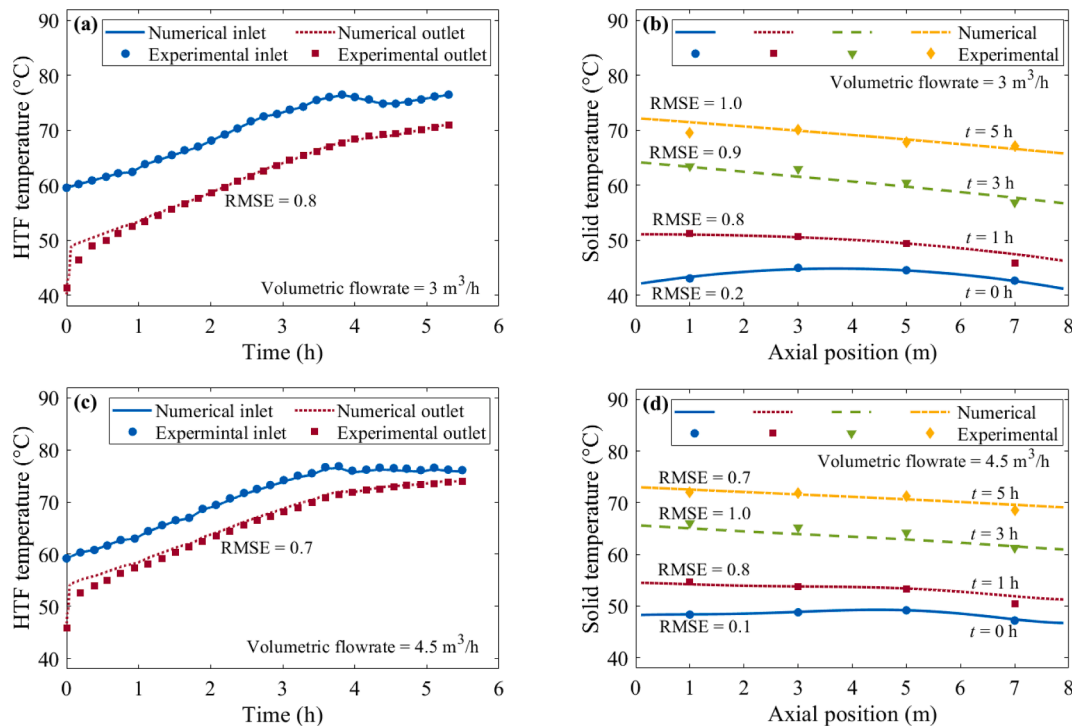 (a)
Numerical inlet Numerical outlet
Experimental inlet Experimental outlet
HTF temperature (°C)
90
80
70
60
50
40
RMSE = 0.8
Volumetric flowrate = 3 m³/h
0 1 2 3 4 5 6
Time (h)
(b)
Numerical
Experimental
Volumetric flowrate = 3 m³/h
Solid temperature (°C)
90
80
70
60
50
40
RMSE = 1.0
t = 5 h
RMSE = 0.9
t = 3 h
RMSE = 0.8
t = 1 h
RMSE = 0.2
t = 0 h
0 1 2 3 4 5 6 7 8
Axial position (m)
(c)
Numerical inlet Numerical outlet
Expermintal inlet Experimental outlet
HTF temperature (°C)
90
80
70
60
50
40
RMSE = 0.7
Volumetric flowrate = 4.5 m³/h
0 1 2 3 4 5 6
Time (h)
(d)
Numerical
Experimental
Volumetric flowrate = 4.5 m³/h
Solid temperature (°C)
90
80
70
60
50
40
RMSE = 0.7
t = 5 h
RMSE = 1.0
t = 3 h
RMSE = 0.8
t = 1 h
RMSE = 0.1
t = 0 h
0 1 2 3 4 5 6 7 8
Axial position (m)